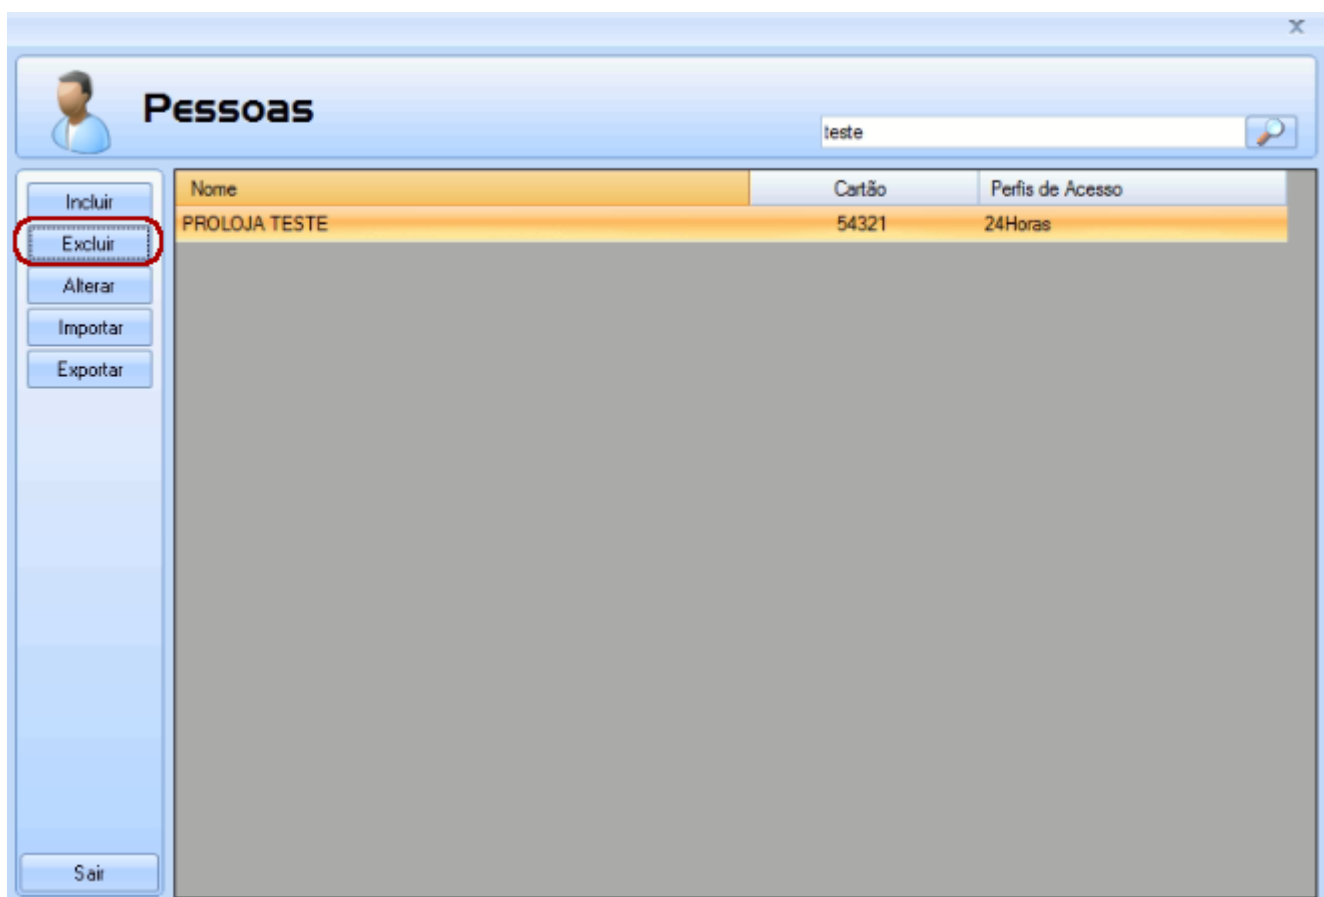 x
Pessoas
teste
Incluir
Excluir
Alterar
Importar
Exportar
Sair
Nome Cartão Perfis de Acesso
PROLOJA TESTE 54321 24Horas